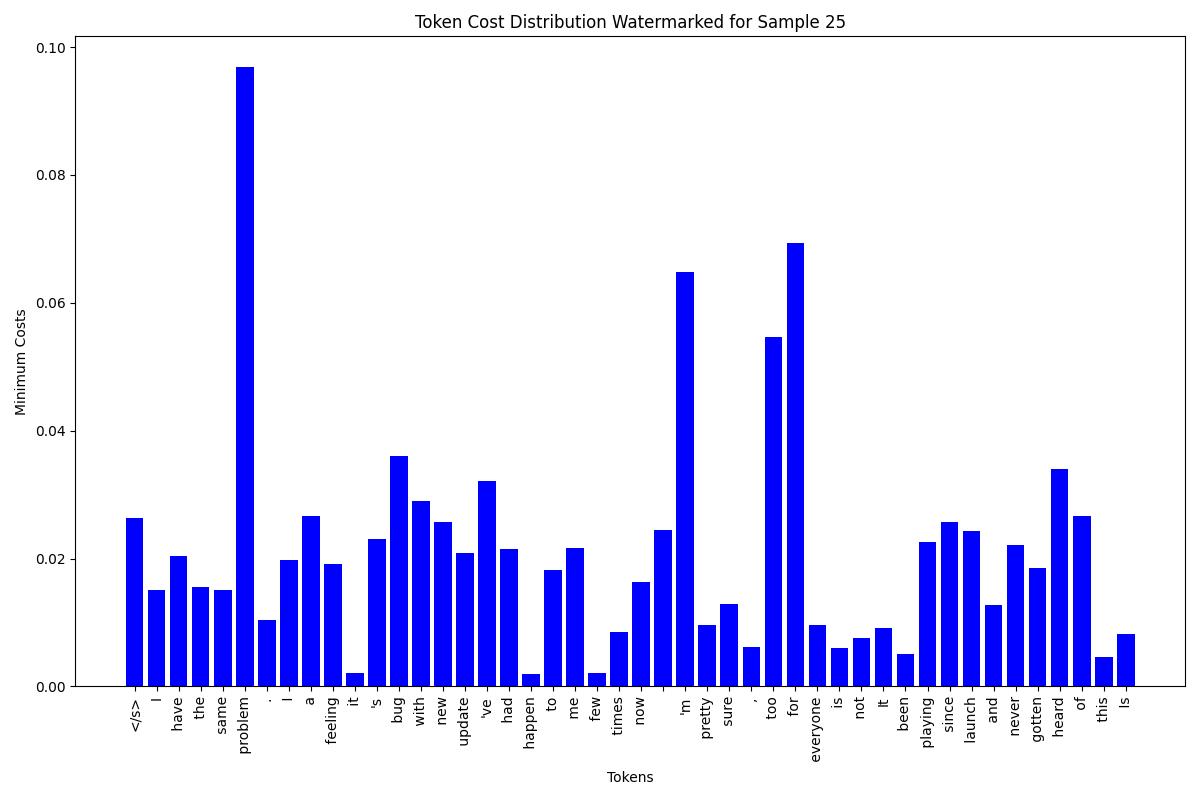 Token Cost Distribution Watermarked for Sample 25
Minimum Costs
0.10
0.08
0.06
0.04
0.02
0.00
</s>
I
have
the
same
problem
.
I
a
feeling
it
's
bug
with
new
update
've
had
happen
to
me
few
times
now
'm
pretty
sure
,
too
for
everyone
is
not
It
been
playing
since
launch
and
never
gotten
heard
of
this
Is
Tokens